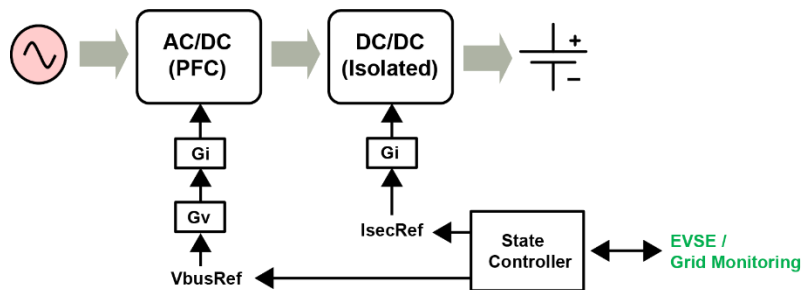 AC/DC
(PFC)
DC/DC
(Isolated)
+
−
Gi
Gi
Gv
IsecRef
VbusRef
State
Controller
EVSE /
Grid Monitoring